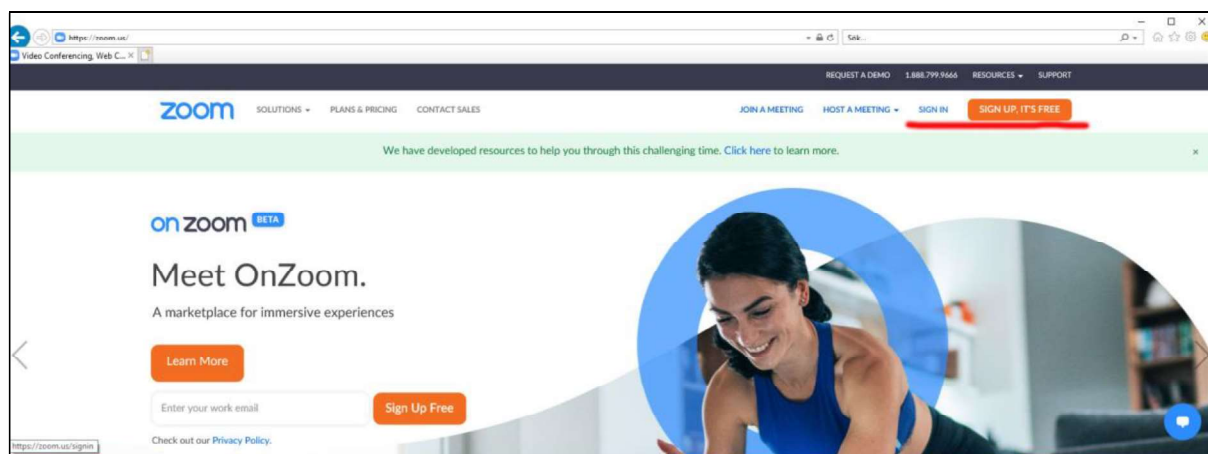 https://zoom.us/
Sök...
Video Conferencing, Web C...
REQUEST A DEMO 1.888.799.9666 RESOURCES SUPPORT
zoom SOLUTIONS PLANS & PRICING CONTACT SALES JOIN A MEETING HOST A MEETING SIGN IN SIGN UP, IT'S FREE
We have developed resources to help you through this challenging time. Click here to learn more.
on zoom BETA
Meet OnZoom.
A marketplace for immersive experiences
Learn More
Enter your work email Sign Up Free
Check out our Privacy Policy.
https://zoom.us/signin